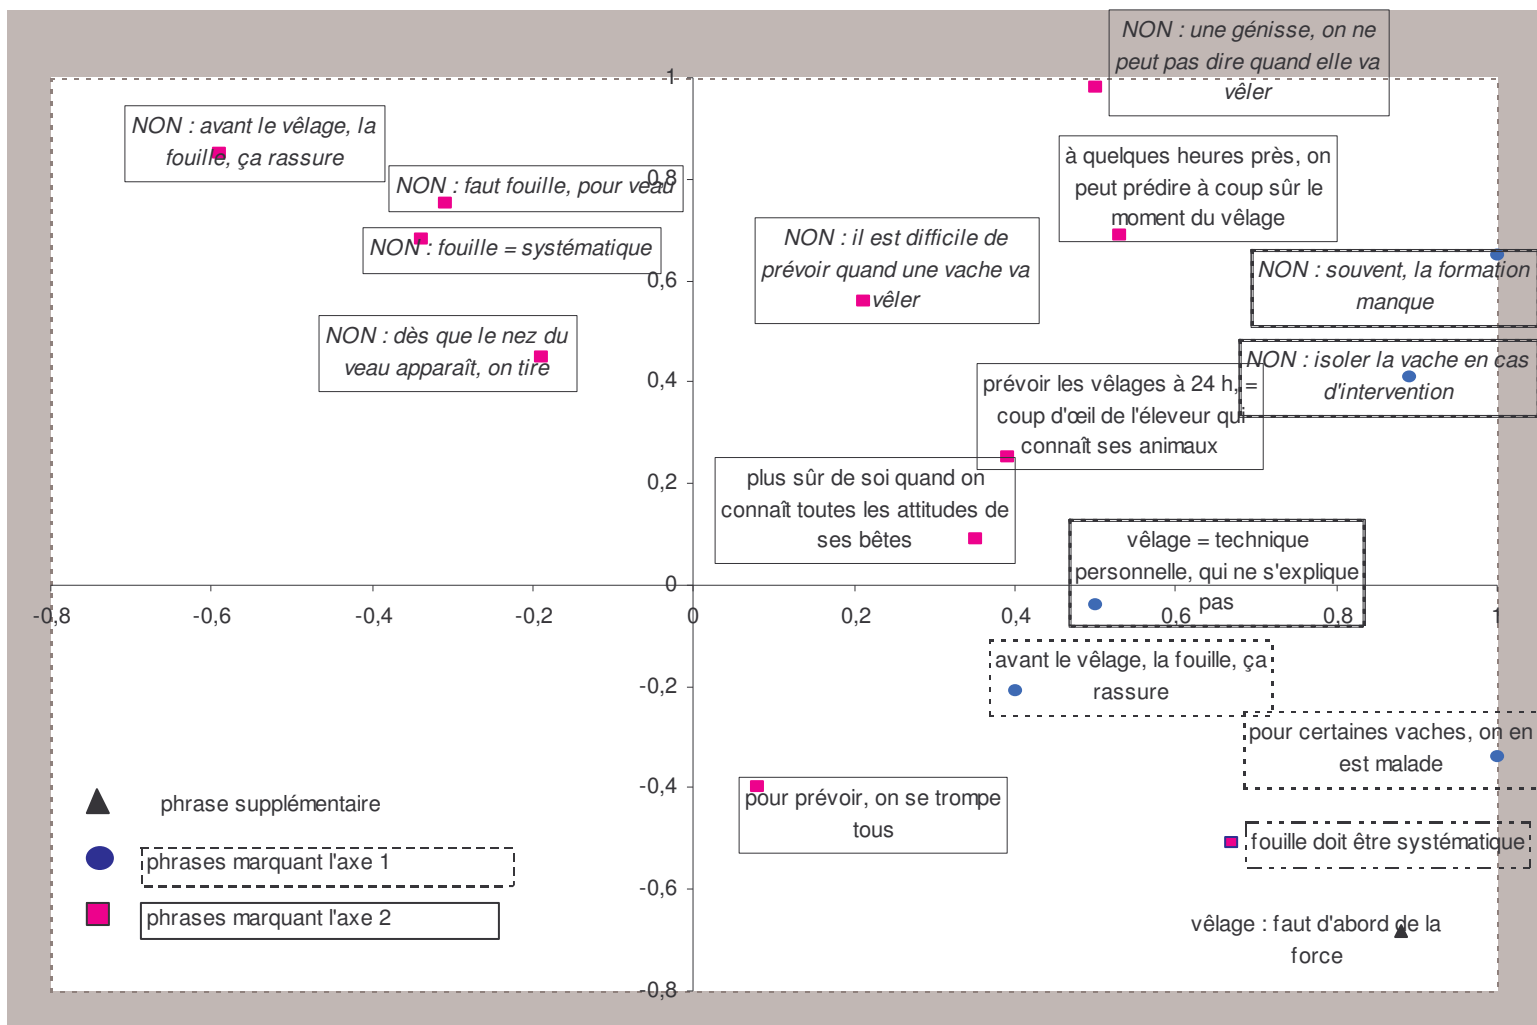 NON : une génisse, on ne
peut pas dire quand elle va
vêler
1
NON : avant le vêlage, la
fouille, ça rassure
à quelques heures près, on
peut prédire à coup sûr le
moment du vêlage
0,8
NON : faut fouille, pour veau
NON : fouille = systématique
NON : il est difficile de
prévoir quand une vache va
vêler
NON : souvent, la formation
manque
0,6
NON : dès que le nez du
veau apparaît, on tire
NON : isoler la vache en cas
d'intervention
0,4
prévoir les vêlages à 24 h, =
coup d'œil de l'éleveur qui
connaît ses animaux
plus sûr de soi quand on
connaît toutes les attitudes de
ses bêtes
0,2
vêlage = technique
personnelle, qui ne s'explique
pas
0
-0,8 -0,6 -0,4 -0,2 0 0,2 0,4 0,6 0,8 1
avant le vêlage, la fouille, ça
rassure
-0,2
pour certaines vaches, on en
est malade
-0,4
pour prévoir, on se trompe
tous
fouille doit être systématique
-0,6
vêlage : faut d'abord de la
force
-0,8
phrase supplémentaire
phrases marquant l'axe 1
phrases marquant l'axe 2